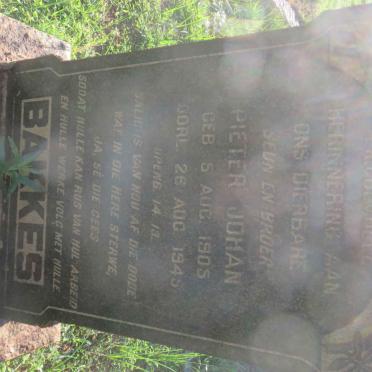 HERINNERING AAN
ONS DIERBARE
SEUN EN BROER
PIETER JOHAN
GEB. 5 AUG. 1905
OORL. 26 AUG. 1945
OPENB. 14:13.
SALIG IS VAN NOU AF DIE DODE
WAT IN DIE HERE STERWE,
JA SÊ DIE GEES
SODAT HULLE KAN RUS VAN HUL ARBEID
EN HULLE WERKE VOLG MET HULLE
BAKKES